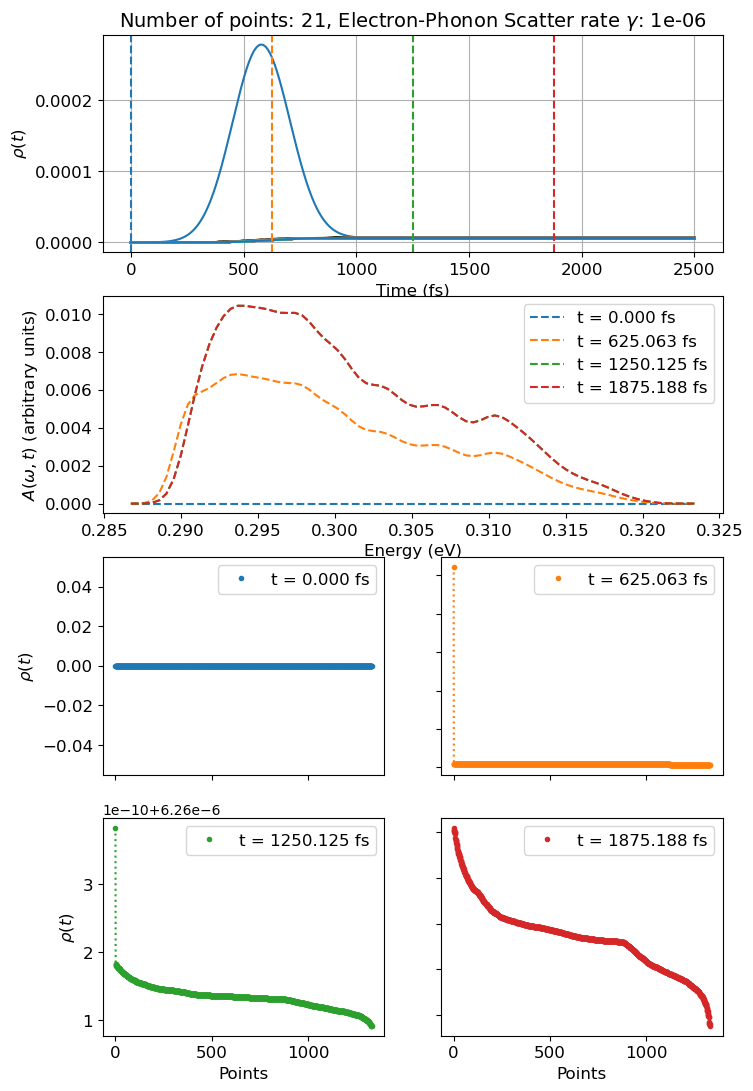 Number of points: 21, Electron-Phonon Scatter rate γ: 1e-06
ρ(t)
0.0002
0.0001
0.0000
0 500 1000 1500 2000 2500
Time (fs)
A(ω, t) (arbitrary units)
0.010
0.008
0.006
0.004
0.002
0.000
t = 0.000 fs
t = 625.063 fs
t = 1250.125 fs
t = 1875.188 fs
0.285 0.290 0.295 0.300 0.305 0.310 0.315 0.320 0.325
Energy (eV)
ρ(t)
0.04
0.02
0.00
−0.02
−0.04
t = 0.000 fs
t = 625.063 fs
1e−10+6.26e−6
ρ(t)
3
2
1
t = 1250.125 fs
0 500 1000
Points
t = 1875.188 fs
0 500 1000
Points